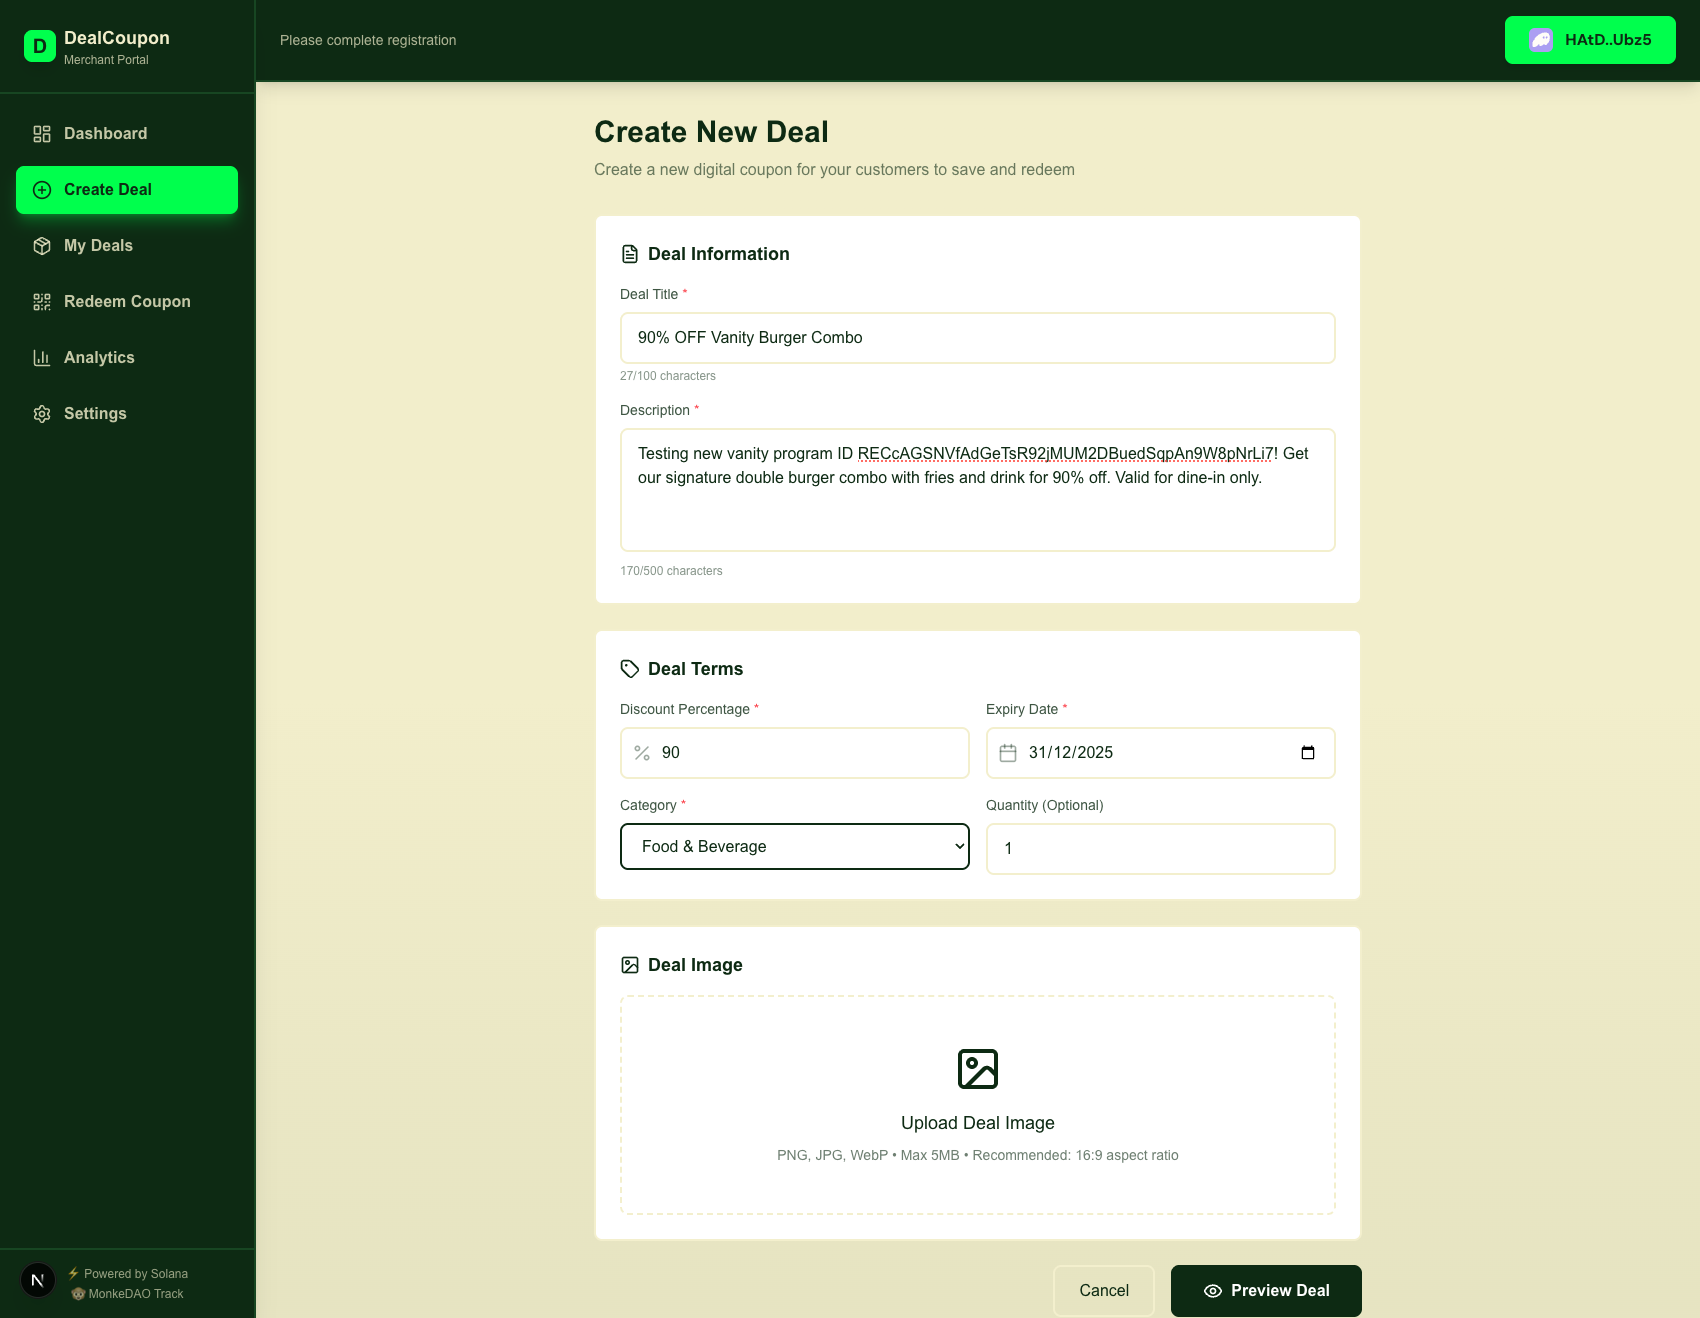 D
DealCoupon
Merchant Portal
Dashboard
Create Deal
My Deals
Redeem Coupon
Analytics
Settings
N
⚡ Powered by Solana
🐵 MonkeDAO Track
Please complete registration
HAtD..Ubz5
Create New Deal
Create a new digital coupon for your customers to save and redeem
Deal Information
Deal Title *
90% OFF Vanity Burger Combo
27/100 characters
Description *
Testing new vanity program ID RECcAGSNVfAdGeTsR92jMUM2DBuedSqpAn9W8pNrLi7! Get
our signature double burger combo with fries and drink for 90% off. Valid for dine-in only.
170/500 characters
Deal Terms
Discount Percentage *
Expiry Date *
90
31/12/2025
Category *
Quantity (Optional)
Food & Beverage
1
Deal Image
Upload Deal Image
PNG, JPG, WebP • Max 5MB • Recommended: 16:9 aspect ratio
Cancel
Preview Deal